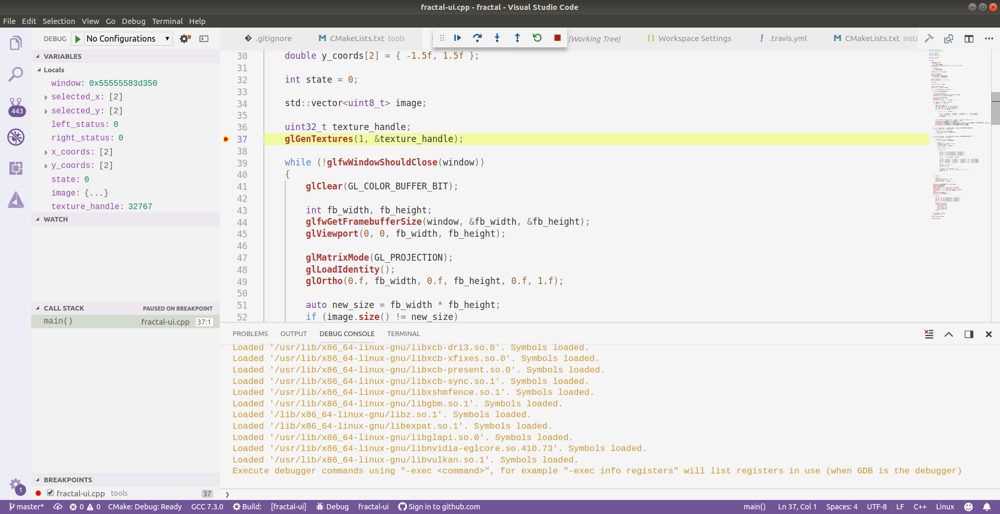 fractal-ui.cpp - fractal - Visual Studio Code
File Edit Selection View Go Debug Terminal Help
DEBUG No Configurations
.gitignore CMakeLists.txt tools (Working Tree) Workspace Settings ! .travis.yml CMakeLists.txt insta
VARIABLES
Locals
window: 0x55555583d350
selected_x: [2]
selected_y: [2]
left_status: 0
right_status: 0
x_coords: [2]
y_coords: [2]
state: 0
image: {...}
texture_handle: 32767
WATCH
CALL STACK PAUSED ON BREAKPOINT
main() fractal-ui.cpp 37:1
BREAKPOINTS
fractal-ui.cpp tools 37
443
1
30 double y_coords[2] = { -1.5f, 1.5f };
31
32 int state = 0;
33
34 std::vector<uint8_t> image;
35
36 uint32_t texture_handle;
37 glGenTextures(1, &texture_handle);
38
39 while (!glfwWindowShouldClose(window))
40 {
41 glClear(GL_COLOR_BUFFER_BIT);
42
43 int fb_width, fb_height;
44 glfwGetFramebufferSize(window, &fb_width, &fb_height);
45 glViewport(0, 0, fb_width, fb_height);
46
47 glMatrixMode(GL_PROJECTION);
48 glLoadIdentity();
49 glOrtho(0.f, fb_width, 0.f, fb_height, 0.f, 1.f);
50
51 auto new_size = fb_width * fb_height;
52 if (image.size() != new_size)
PROBLEMS OUTPUT DEBUG CONSOLE TERMINAL
Loaded '/usr/lib/x86_64-linux-gnu/libxcb-dri3.so.0'. Symbols loaded.
Loaded '/usr/lib/x86_64-linux-gnu/libxcb-xfixes.so.0'. Symbols loaded.
Loaded '/usr/lib/x86_64-linux-gnu/libxcb-present.so.0'. Symbols loaded.
Loaded '/usr/lib/x86_64-linux-gnu/libxcb-sync.so.1'. Symbols loaded.
Loaded '/usr/lib/x86_64-linux-gnu/libxshmfence.so.1'. Symbols loaded.
Loaded '/usr/lib/x86_64-linux-gnu/libgbm.so.1'. Symbols loaded.
Loaded '/lib/x86_64-linux-gnu/libz.so.1'. Symbols loaded.
Loaded '/lib/x86_64-linux-gnu/libexpat.so.1'. Symbols loaded.
Loaded '/usr/lib/x86_64-linux-gnu/libglapi.so.0'. Symbols loaded.
Loaded '/usr/lib/x86_64-linux-gnu/libnvidia-eglcore.so.410.73'. Symbols loaded.
Loaded '/usr/lib/x86_64-linux-gnu/libvulkan.so.1'. Symbols loaded.
Execute debugger commands using "-exec <command>", for example "-exec info registers" will list registers in use (when GDB is the debugger)
master* 0 0 CMake: Debug: Ready GCC 7.3.0 Build: [fractal-ui] Debug fractal-ui Sign in to github.com main() Ln 37, Col 1 Spaces: 4 UTF-8 LF C++ Linux